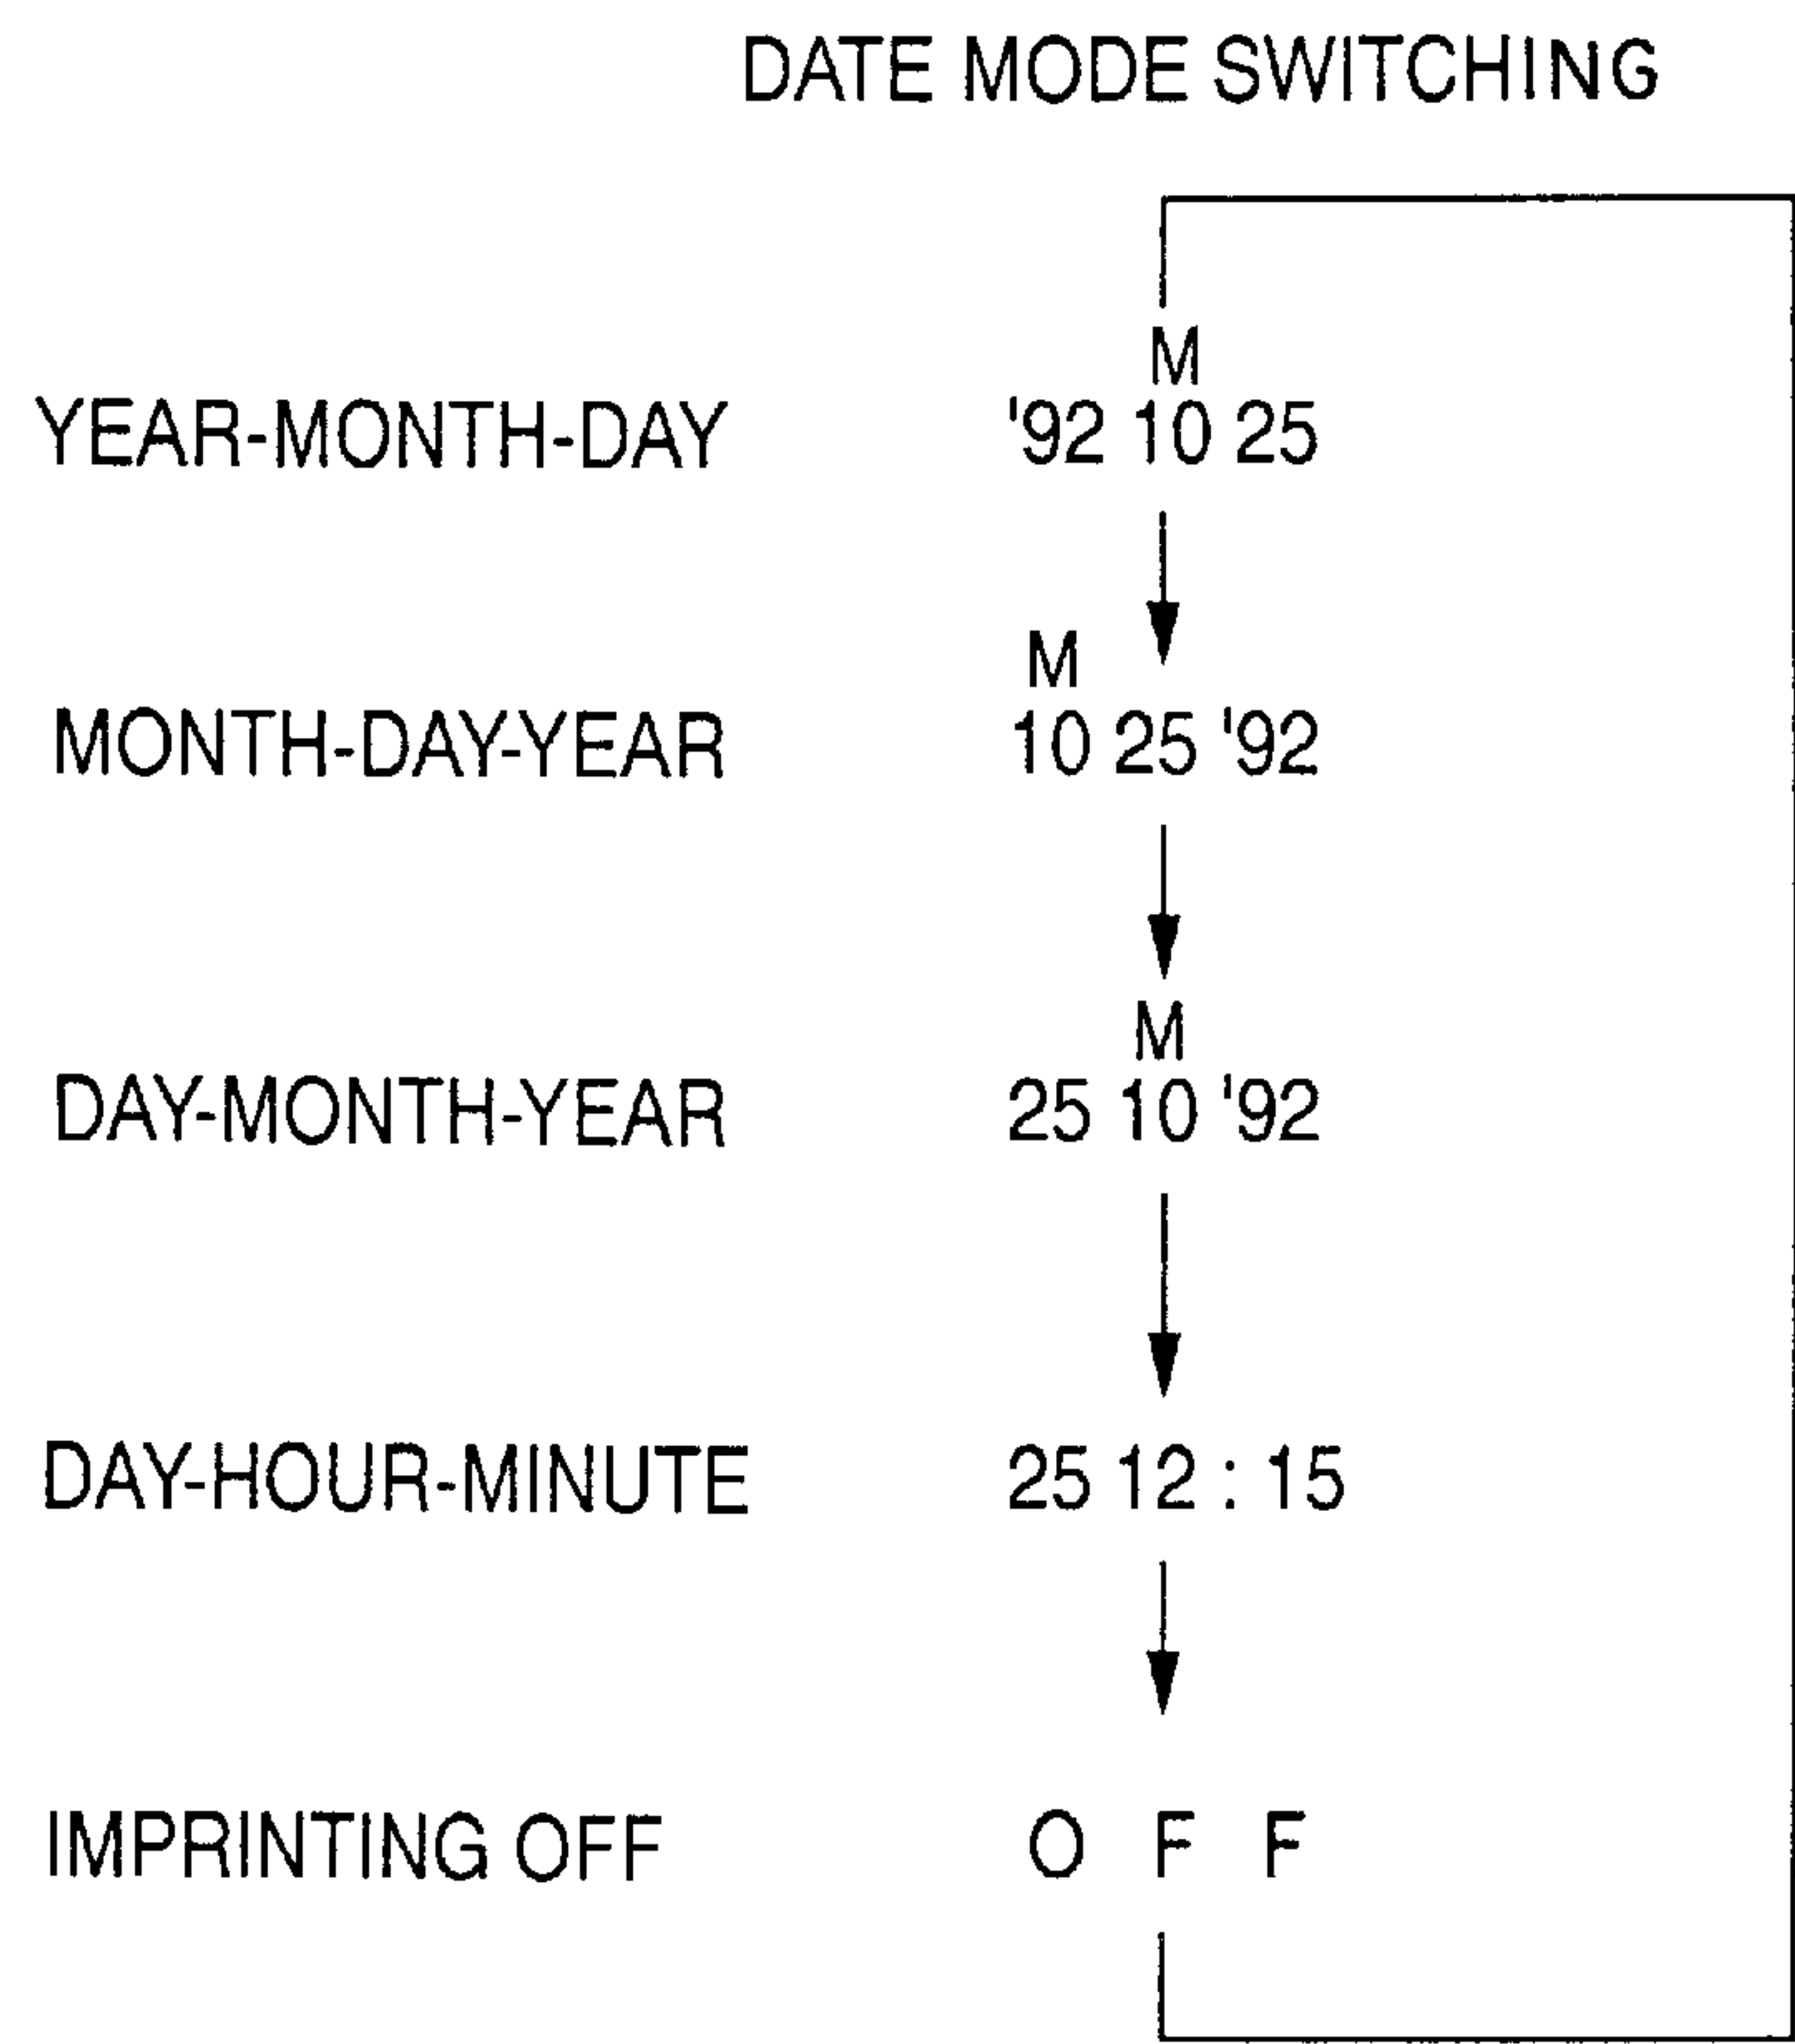 DATE MODE SWITCHING
M
YEAR-MONTH-DAY '92 10 25
M
MONTH-DAY-YEAR 10 25 '92
M
DAY-MONTH-YEAR 25 10 '92
DAY-HOUR-MINUTE 25 12 : 15
IMPRINTING OFF O F F